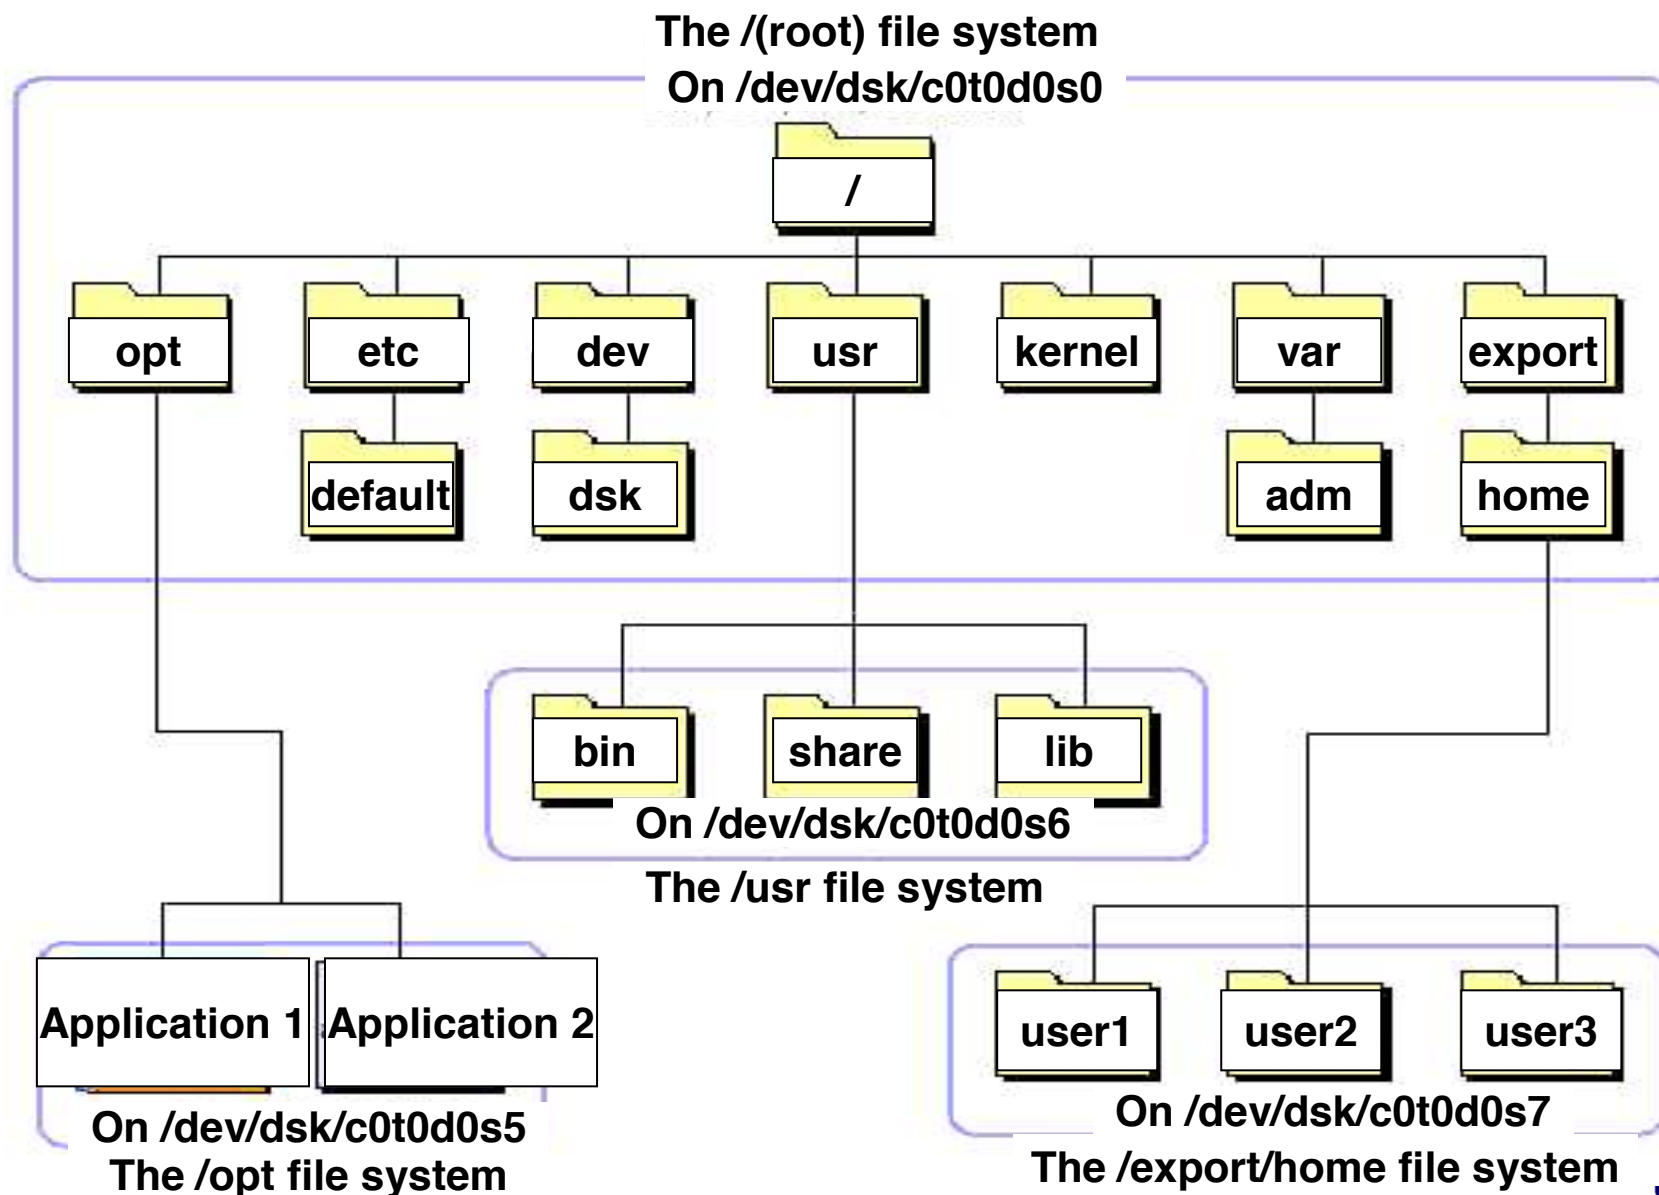 The /(root) file system
On /dev/dsk/c0t0d0s0
/
opt etc dev usr kernel var export
default dsk adm home
bin share lib
On /dev/dsk/c0t0d0s6
The /usr file system
Application 1 Application 2
user1 user2 user3
On /dev/dsk/c0t0d0s5
The /opt file system
On /dev/dsk/c0t0d0s7
The /export/home file system